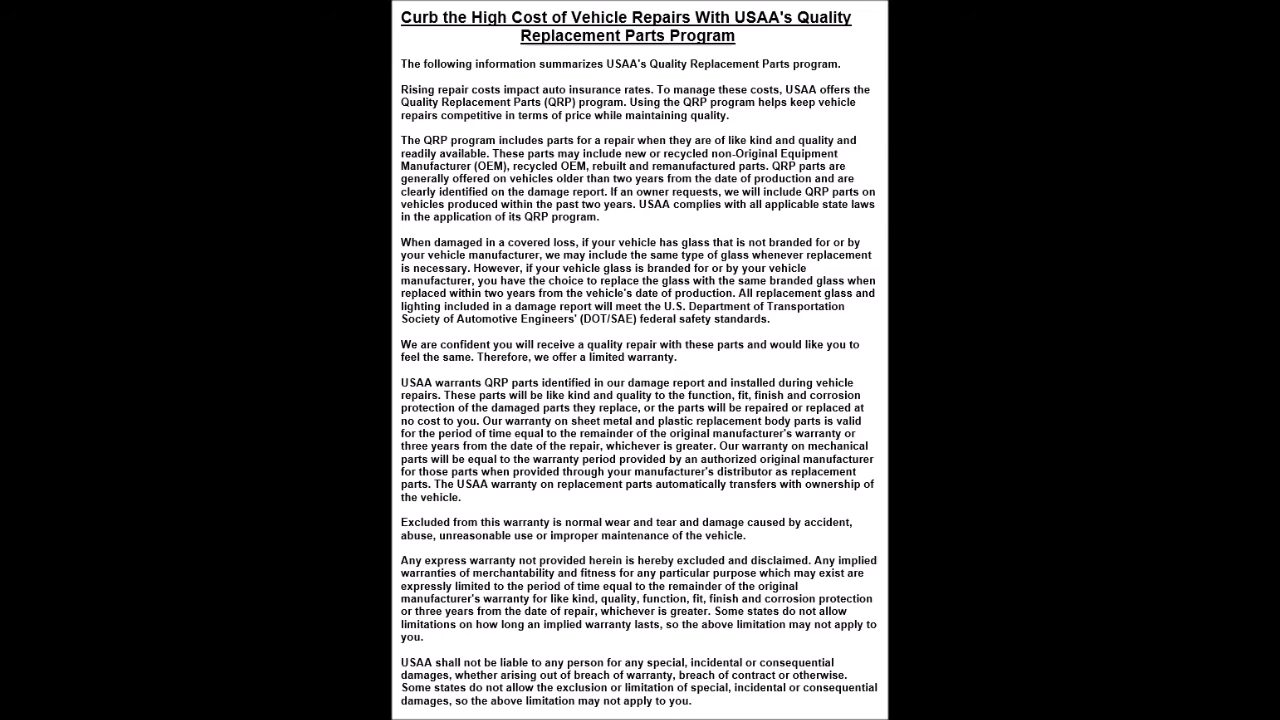 Curb the High Cost of Vehicle Repairs With USAA's Quality
Replacement Parts Program
The following information summarizes USAA's Quality Replacement Parts program.
Rising repair costs impact auto insurance rates. To manage these costs, USAA offers the
Quality Replacement Parts (QRP) program. Using the QRP program helps keep vehicle
repairs competitive in terms of price while maintaining quality.
The QRP program includes parts for a repair when they are of like kind and quality and
readily available. These parts may include new or recycled non-Original Equipment
Manufacturer (OEM), recycled OEM, rebuilt and remanufactured parts. QRP parts are
generally offered on vehicles older than two years from the date of production and are
clearly identified on the damage report. If an owner requests, we will include QRP parts on
vehicles produced within the past two years. USAA complies with all applicable state laws
in the application of its QRP program.
When damaged in a covered loss, if your vehicle has glass that is not branded for or by
your vehicle manufacturer, we may include the same type of glass whenever replacement
is necessary. However, if your vehicle glass is branded for or by your vehicle
manufacturer, you have the choice to replace the glass with the same branded glass when
replaced within two years from the vehicle's date of production. All replacement glass and
lighting included in a damage report will meet the U.S. Department of Transportation
Society of Automotive Engineers' (DOT/SAE) federal safety standards.
We are confident you will receive a quality repair with these parts and would like you to
feel the same. Therefore, we offer a limited warranty.
USAA warrants QRP parts identified in our damage report and installed during vehicle
repairs. These parts will be like kind and quality to the function, fit, finish and corrosion
protection of the damaged parts they replace, or the parts will be repaired or replaced at
no cost to you. Our warranty on sheet metal and plastic replacement body parts is valid
for the period of time equal to the remainder of the original manufacturer's warranty or
three years from the date of the repair, whichever is greater. Our warranty on mechanical
parts will be equal to the warranty period provided by an authorized original manufacturer
for those parts when provided through your manufacturer's distributor as replacement
parts. The USAA warranty on replacement parts automatically transfers with ownership of
the vehicle.
Excluded from this warranty is normal wear and tear and damage caused by accident,
abuse, unreasonable use or improper maintenance of the vehicle.
Any express warranty not provided herein is hereby excluded and disclaimed. Any implied
warranties of merchantability and fitness for any particular purpose which may exist are
expressly limited to the period of time equal to the remainder of the original
manufacturer's warranty for like kind, quality, function, fit, finish and corrosion protection
or three years from the date of repair, whichever is greater. Some states do not allow
limitations on how long an implied warranty lasts, so the above limitation may not apply to
you.
USAA shall not be liable to any person for any special, incidental or consequential
damages, whether arising out of breach of warranty, breach of contract or otherwise.
Some states do not allow the exclusion or limitation of special, incidental or consequential
damages, so the above limitation may not apply to you.